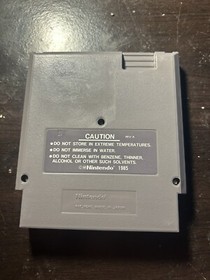 CAUTION
•DO NOT STORE IN EXTREME TEMPERATURES.
•DO NOT IMMERSE IN WATER.
•DO NOT CLEAN WITH BENZENE, THINNER,
ALCOHOL OR OTHER SUCH SOLVENTS.
©Nintendo 1985
Nintendo